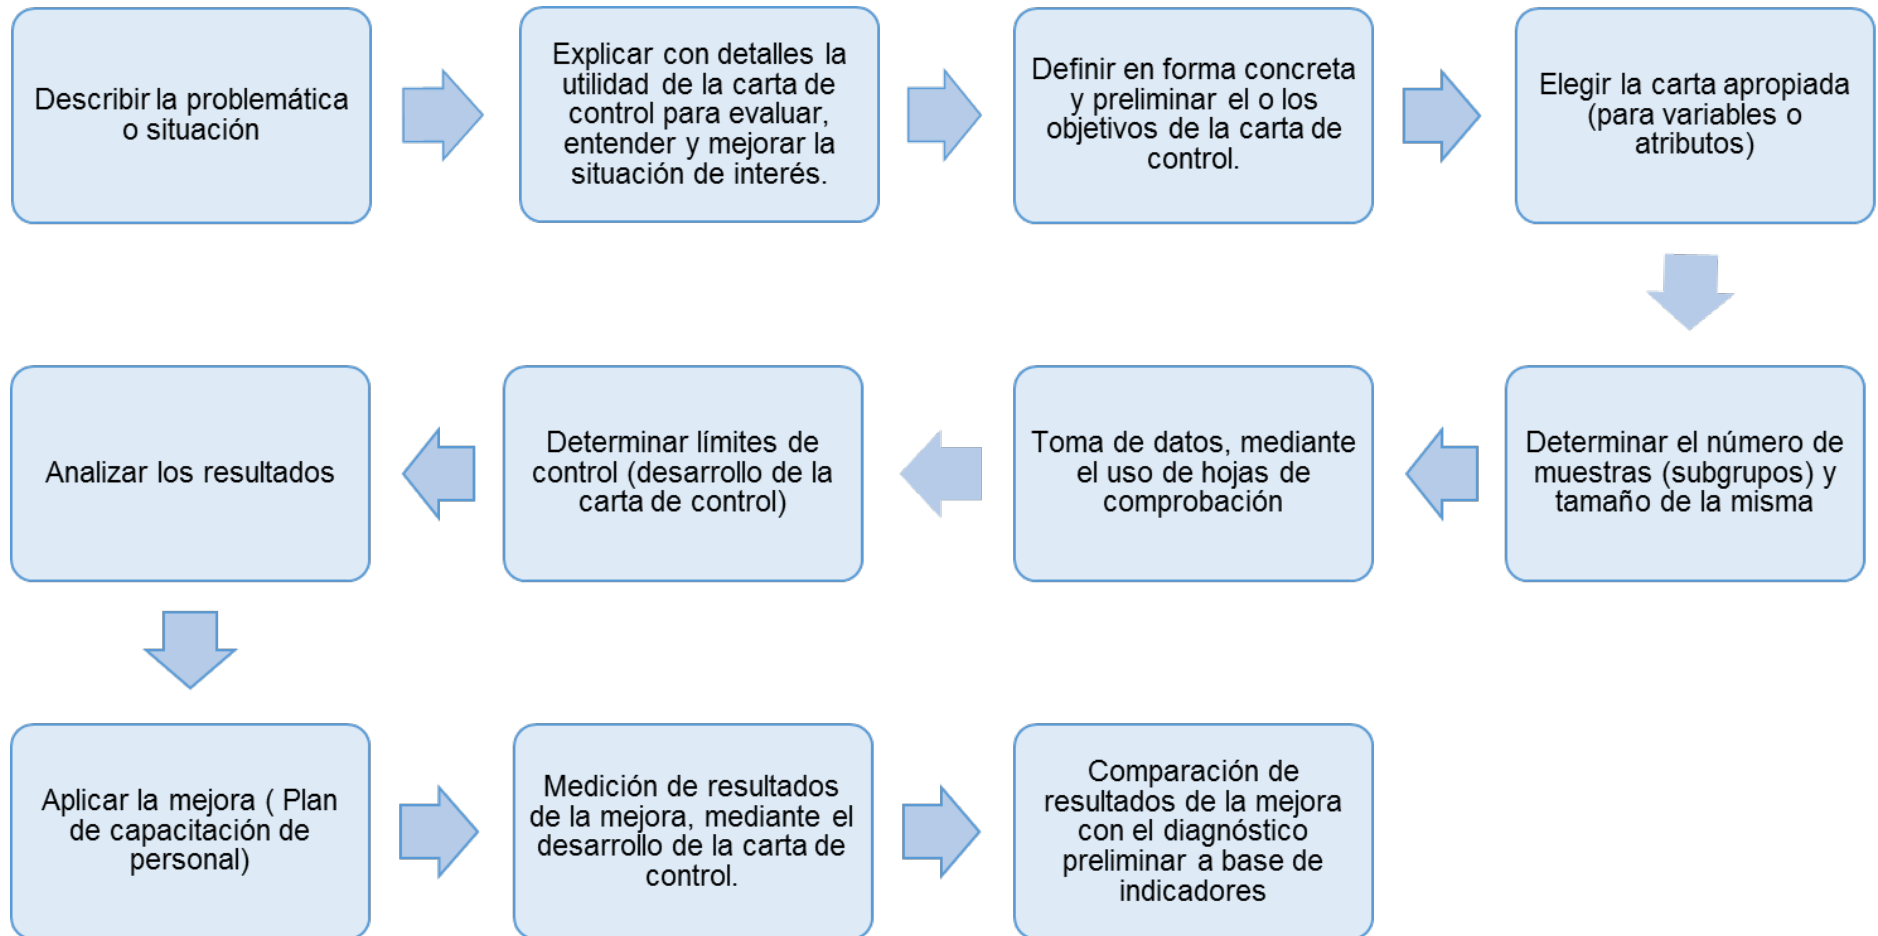 Describir la problemática
o situación
Explicar con detalles la
utilidad de la carta de
control para evaluar,
entender y mejorar la
situación de interés.
Definir en forma concreta
y preliminar el o los
objetivos de la carta de
control.
Elegir la carta apropiada
(para variables o
atributos)
Determinar el número de
muestras (subgrupos) y
tamaño de la misma
Toma de datos, mediante
el uso de hojas de
comprobación
Determinar límites de
control (desarrollo de la
carta de control)
Analizar los resultados
Aplicar la mejora ( Plan
de capacitación de
personal)
Medición de resultados
de la mejora, mediante el
desarrollo de la carta de
control.
Comparación de
resultados de la mejora
con el diagnóstico
preliminar a base de
indicadores